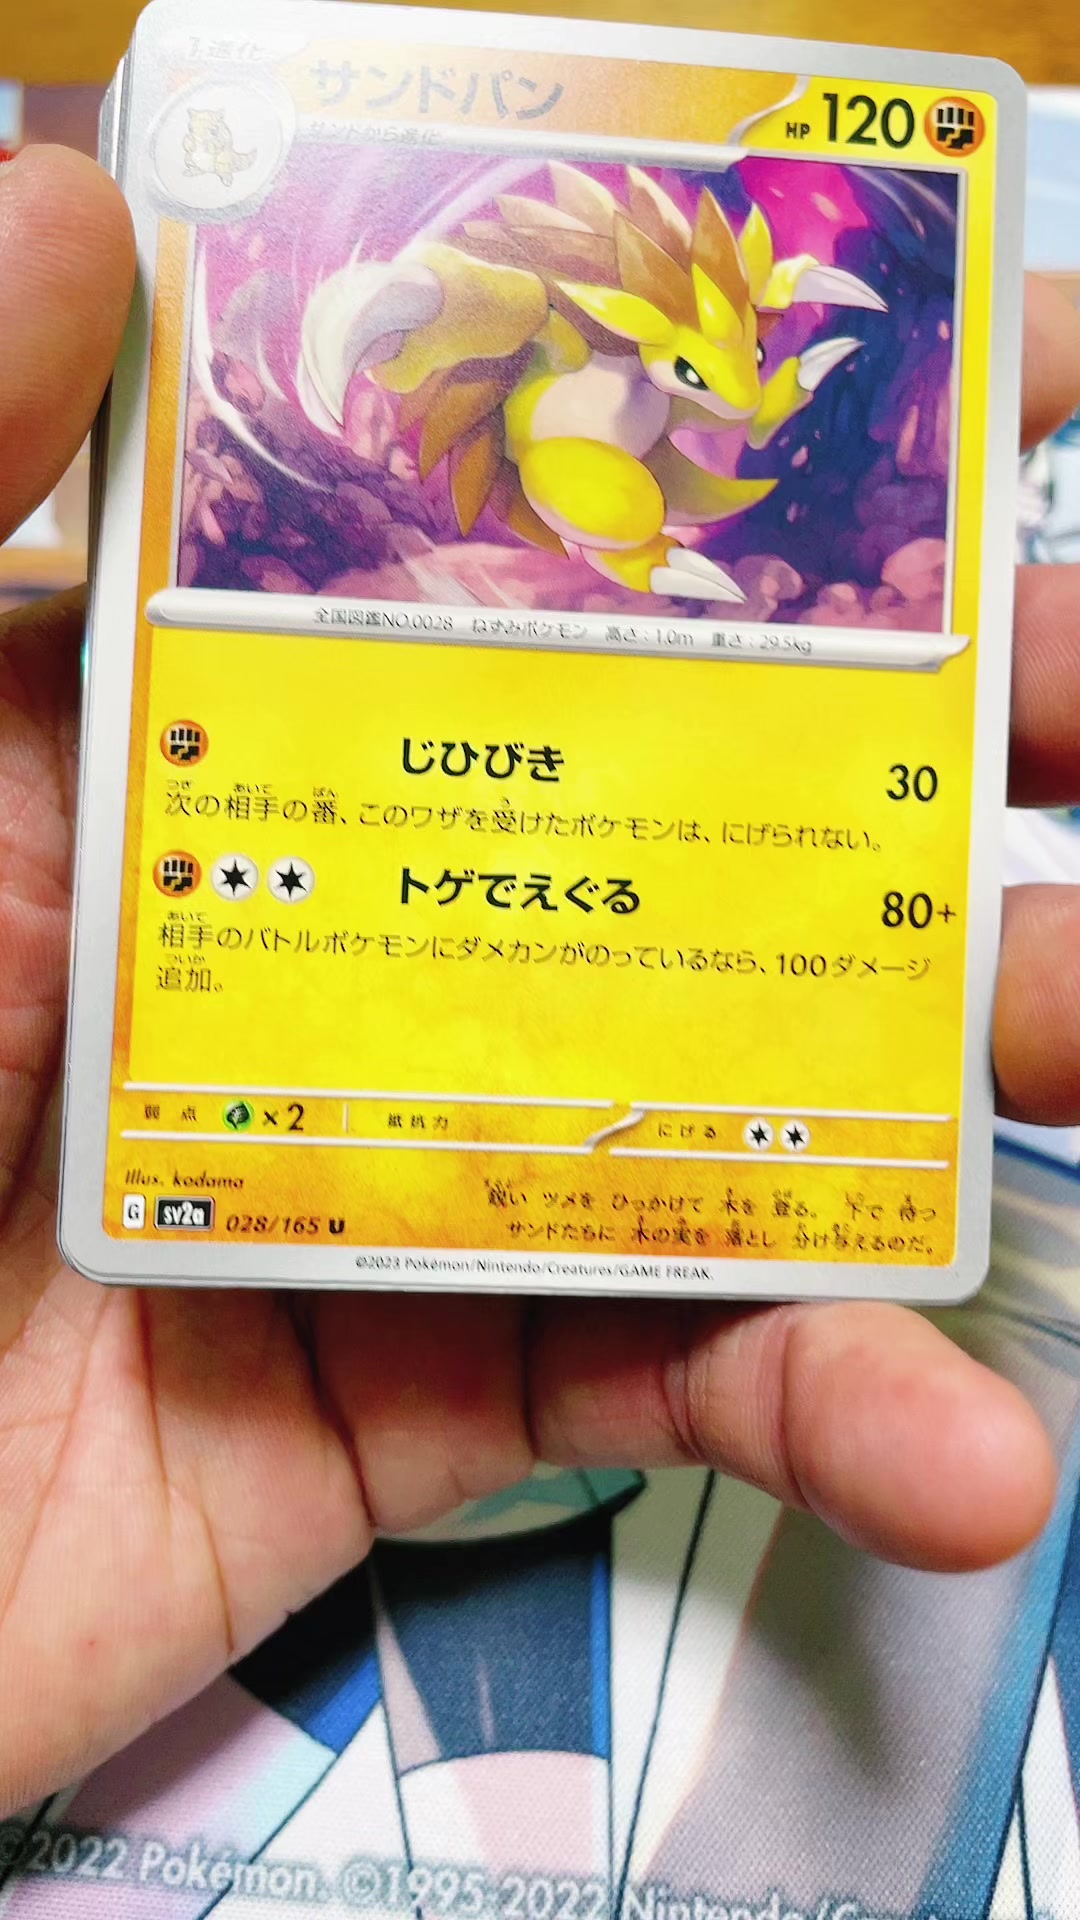 1進化
サンドパン
HP 120
サンドから進化
全国図鑑NO.0028 ねずみポケモン 高さ：1.0m 重さ：29.5kg
じひびき 30
次の相手の番、このワザを受けたポケモンは、にげられない。
トゲでえぐる 80+
相手のバトルポケモンにダメカンがのっているなら、100ダメージ
追加。
弱点 ×2 抵抗力 にげる
Illus. kodama
G sv2a 028/165 U
鋭い ツメを ひっかけて 木を 登る。 下で 待つ
サンドたちに 木の実を 落とし 分け与えるのだ。
©2023 Pokémon/Nintendo/Creatures/GAME FREAK.
©2022 Pokémon. ©1995-2022 Nintendo/